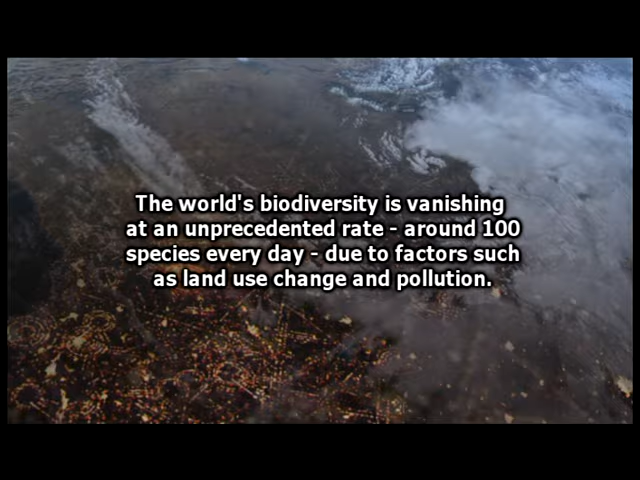 The world's biodiversity is vanishing
at an unprecedented rate - around 100
species every day - due to factors such
as land use change and pollution.